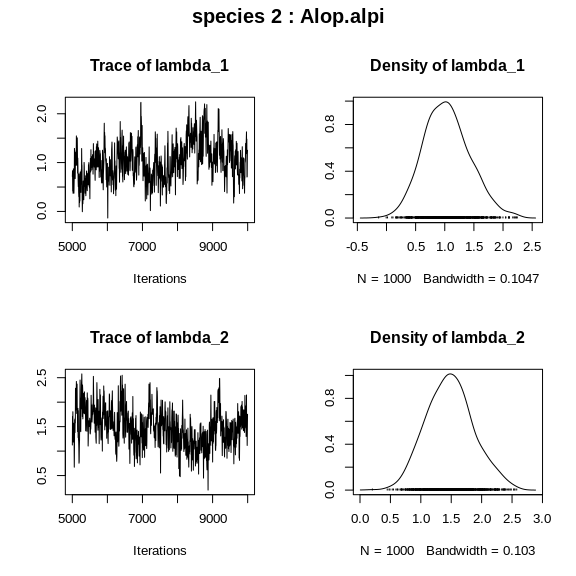 species 2 : Alop.alpi
Trace of lambda_1
0.0 1.0 2.0
5000 7000 9000
Iterations
Density of lambda_1
0.0 0.4 0.8
-0.5 0.5 1.0 1.5 2.0 2.5
N = 1000 Bandwidth = 0.1047
Trace of lambda_2
0.5 1.5 2.5
5000 7000 9000
Iterations
Density of lambda_2
0.0 0.4 0.8
0.0 0.5 1.0 1.5 2.0 2.5 3.0
N = 1000 Bandwidth = 0.103